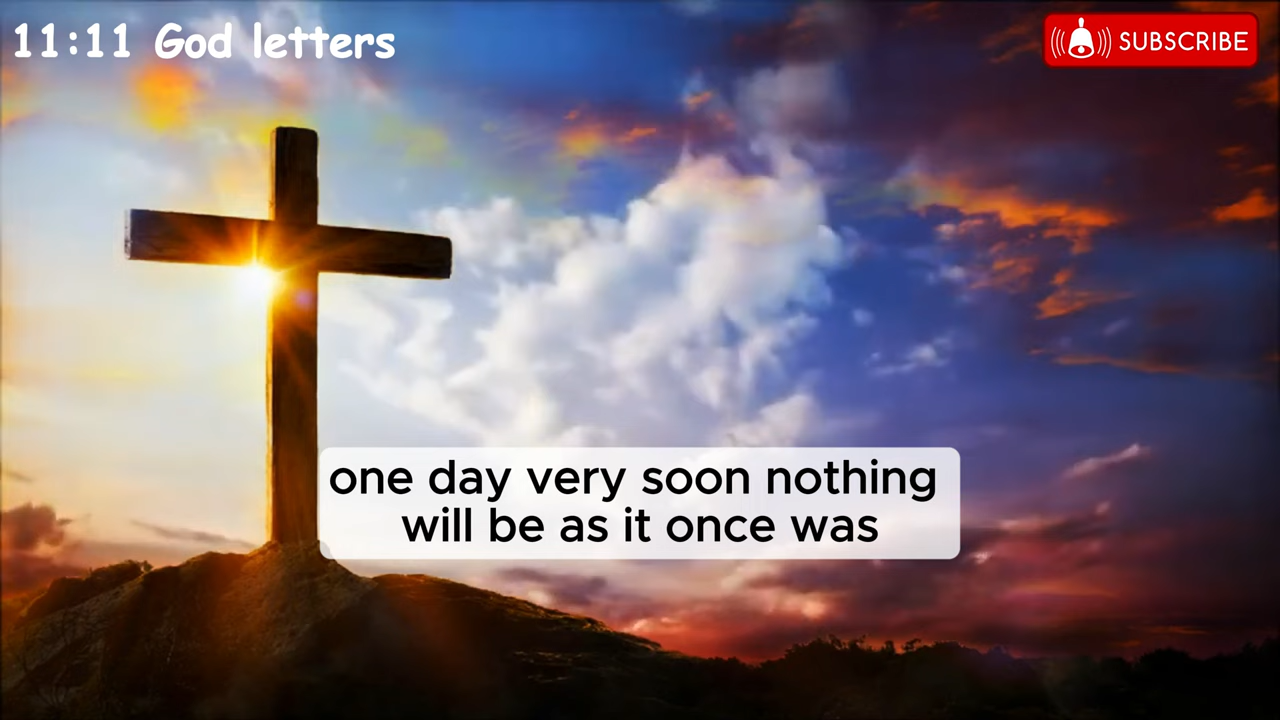 11:11 God letters
SUBSCRIBE
one day very soon nothing
will be as it once was